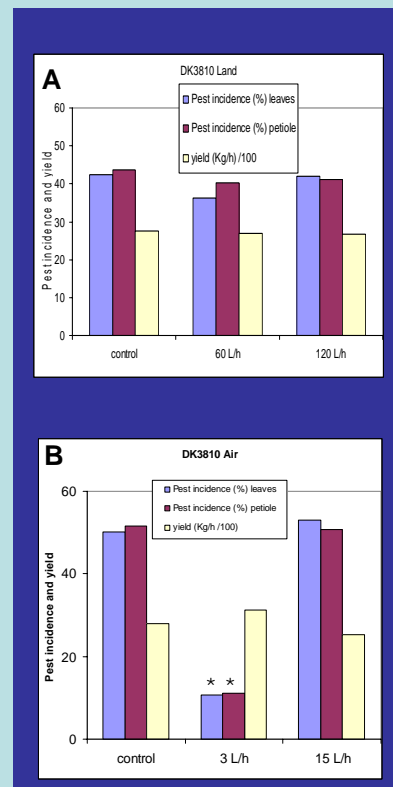 A
DK3810 Land
Pest incidence (%) leaves
Pest incidence (%) petiole
yield (Kg/h) /100
Pest incidence and yield
60
50
40
30
20
10
0
control 60 L/h 120 L/h
B
DK3810 Air
Pest incidence (%) leaves
Pest incidence (%) petiole
yield (Kg/h /100)
Pest incidence and yield
60
40
20
0
* *
control 3 L/h 15 L/h